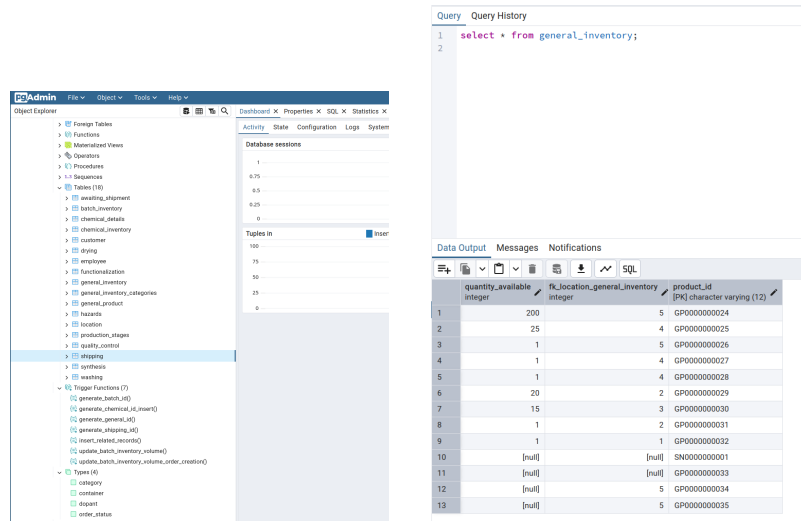 pgAdmin File Object Tools Help
Object Explorer
Foreign Tables
Functions
Materialized Views
Operators
Procedures
1..3 Sequences
Tables (18)
awaiting_shipment
batch_inventory
chemical_details
chemical_inventory
customer
drying
employee
functionalization
general_inventory
general_inventory_categories
general_product
hazards
location
production_stages
quality_control
shipping
synthesis
washing
Trigger Functions (7)
generate_batch_id()
generate_chemical_id_insert()
generate_general_id()
generate_shipping_id()
insert_related_records()
update_batch_inventory_volume()
update_batch_inventory_volume_order_creation()
Types (4)
category
container
dopant
order_status
Dashboard X Properties X SQL X Statistics X
Activity State Configuration Logs System
Database sessions
1
0.75
0.5
0.25
0
Tuples in Inser
100
75
50
25
0
Query Query History
1 select * from general_inventory;
2
Data Output Messages Notifications
SQL
quantity_available fk_location_general_inventory product_id
integer integer [PK] character varying (12)
1 200 5 GP0000000024
2 25 4 GP0000000025
3 1 5 GP0000000026
4 1 4 GP0000000027
5 1 4 GP0000000028
6 20 2 GP0000000029
7 15 3 GP0000000030
8 1 2 GP0000000031
9 1 1 GP0000000032
10 [null] [null] SN0000000001
11 [null] [null] GP0000000033
12 [null] 5 GP0000000034
13 [null] 5 GP0000000035